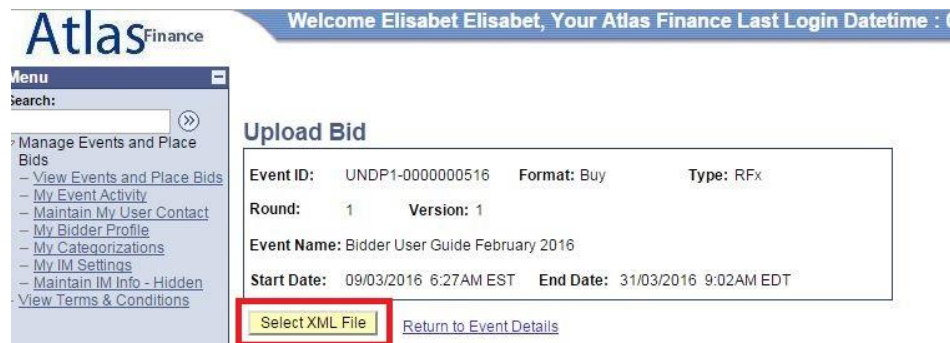 Atlas Finance
Welcome Elisabet Elisabet, Your Atlas Finance Last Login Datetime :
Menu
Search:
Manage Events and Place
Bids
– View Events and Place Bids
– My Event Activity
– Maintain My User Contact
– My Bidder Profile
– My Categorizations
– My IM Settings
– Maintain IM Info - Hidden
- View Terms & Conditions
Upload Bid
Event ID: UNDP1-0000000516 Format: Buy Type: RFx
Round: 1 Version: 1
Event Name: Bidder User Guide February 2016
Start Date: 09/03/2016 6:27AM EST End Date: 31/03/2016 9:02AM EDT
Select XML File Return to Event Details